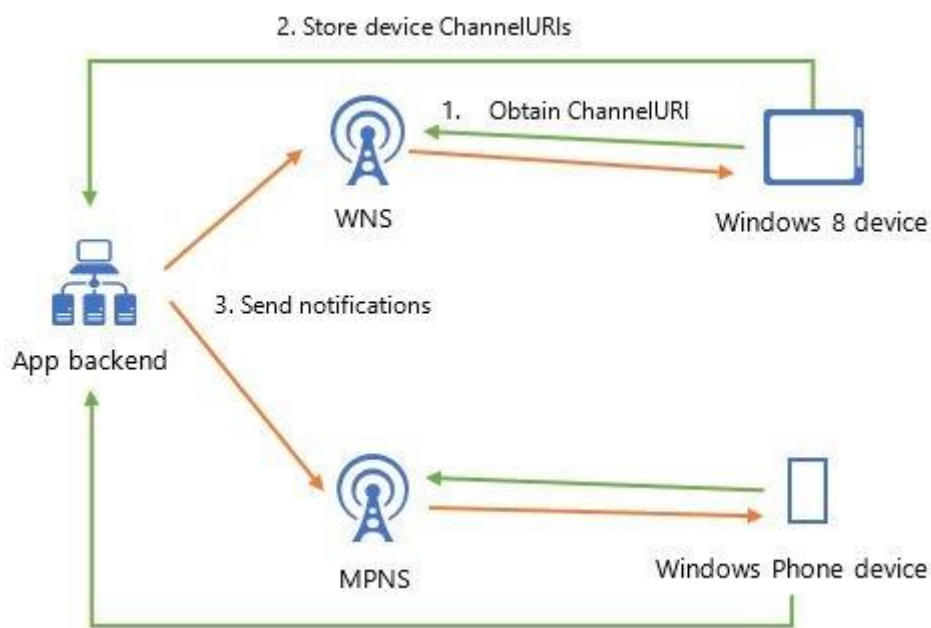 2. Store device ChannelURIs
1. Obtain ChannelURI
WNS
Windows 8 device
3. Send notifications
App backend
MPNS
Windows Phone device